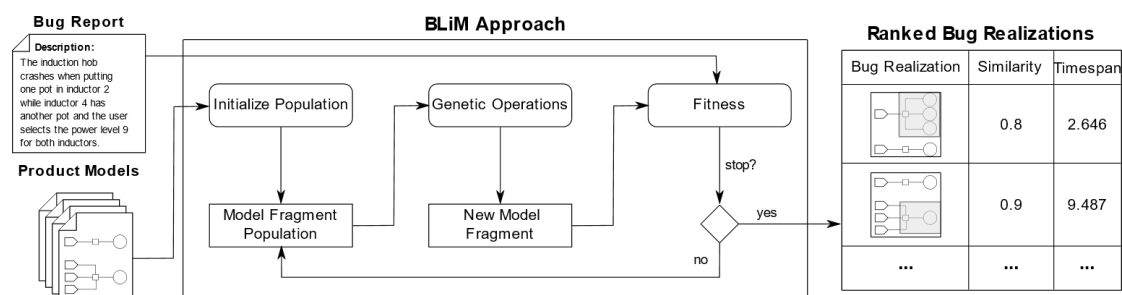 Bug Report
Description:
The induction hob
crashes when putting
one pot in inductor 2
while inductor 4 has
another pot and the user
selects the power level 9
for both inductors.
Product Models
BLiM Approach
Initialize Population
Genetic Operations
Fitness
Model Fragment
Population
New Model
Fragment
stop?
yes
no
Ranked Bug Realizations
Bug Realization Similarity Timespan
0.8 2.646
0.9 9.487
... ... ...